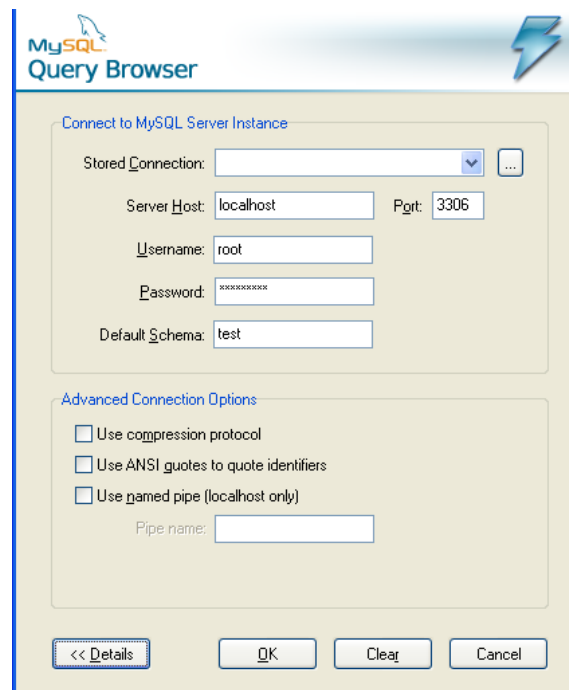 MySQL
Query Browser
Connect to MySQL Server Instance
Stored Connection:
...
Server Host: localhost Port: 3306
Username: root
Password: *********
Default Schema: test
Advanced Connection Options
Use compression protocol
Use ANSI quotes to quote identifiers
Use named pipe (localhost only)
Pipe name:
<< Details OK Clear Cancel